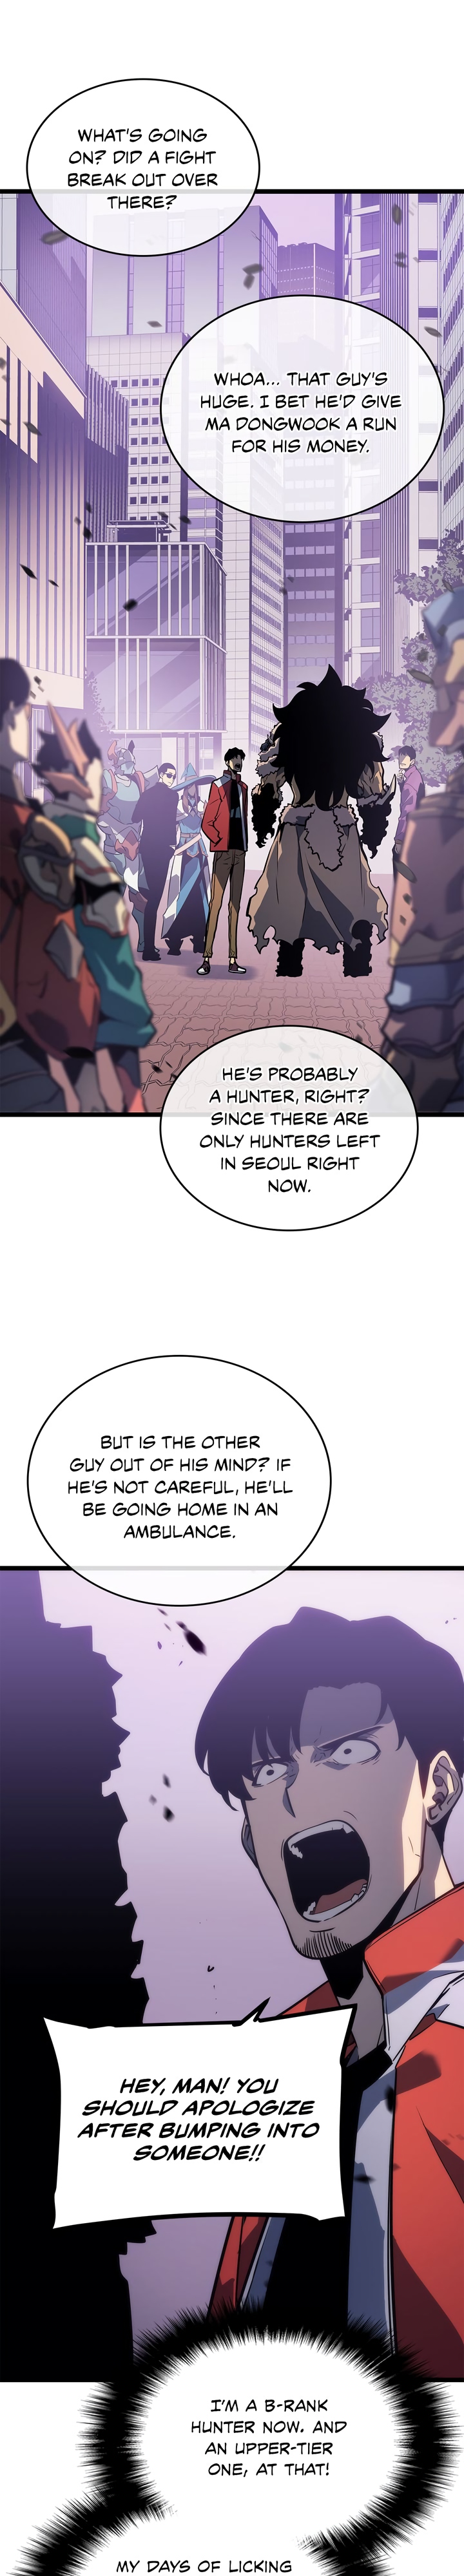 WHAT'S GOING
ON? DID A FIGHT
BREAK OUT OVER
THERE?
WHOA... THAT GUY'S
HUGE. I BET HE'D GIVE
MA DONGWOOK A RUN
FOR HIS MONEY.
HE'S PROBABLY
A HUNTER, RIGHT?
SINCE THERE ARE
ONLY HUNTERS LEFT
IN SEOUL RIGHT
NOW.
BUT IS THE OTHER
GUY OUT OF HIS MIND? IF
HE'S NOT CAREFUL, HE'LL
BE GOING HOME IN AN
AMBULANCE.
HEY, MAN! YOU
SHOULD APOLOGIZE
AFTER BUMPING INTO
SOMEONE!!
I'M A B-RANK
HUNTER NOW. AND
AN UPPER-TIER
ONE, AT THAT!
MY DAYS OF LICKING